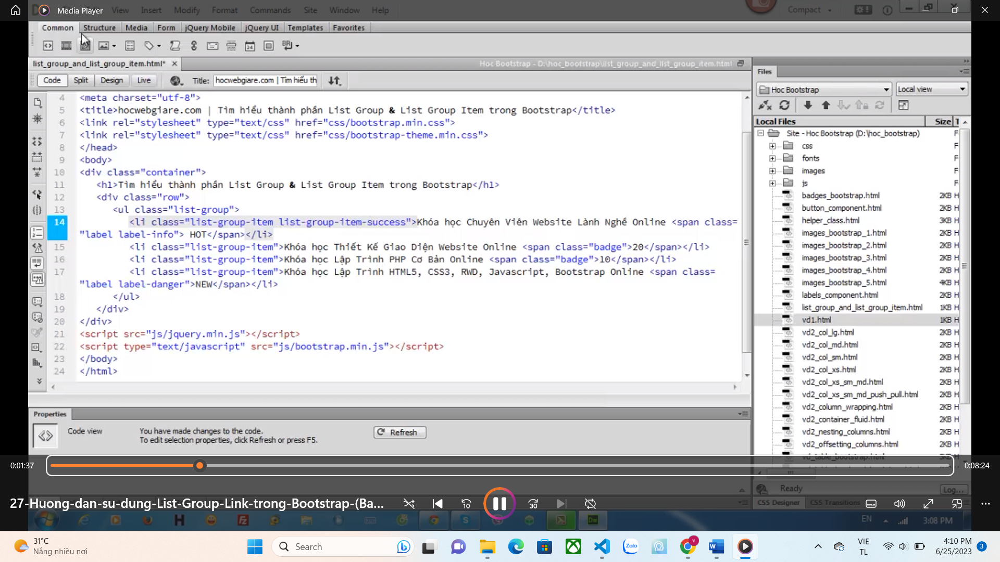 Media Player
View Insert Modify Format Commands Site Window Help
Compact
Common Structure Media Form jQuery Mobile jQuery UI Templates Favorites
list_group_and_list_group_item.html*
Hoc Bootstrap - D:\hoc_bootstrap\list_group_and_list_group_item.html
Code Split Design Live Title: hocwebgiare.com | Tìm hiểu th
4 <meta charset="utf-8">
5 <title>hocwebgiare.com | Tìm hiểu thành phần List Group & List Group Item trong Bootstrap</title>
6 <link rel="stylesheet" type="text/css" href="css/bootstrap.min.css">
7 <link rel="stylesheet" type="text/css" href="css/bootstrap-theme.min.css">
8 </head>
9 <body>
10 <div class="container">
11 <h1>Tìm hiểu thành phần List Group & List Group Item trong Bootstrap</h1>
12 <div class="row">
13 <ul class="list-group">
14 <li class="list-group-item list-group-item-success">Khóa học Chuyên Viên Website Lành Nghề Online <span class=
"label label-info"> HOT</span></li>
15 <li class="list-group-item">Khóa học Thiết Kế Giao Diện Website Online <span class="badge">20</span></li>
16 <li class="list-group-item">Khóa học Lập Trình PHP Cơ Bản Online <span class="badge">10</span></li>
17 <li class="list-group-item">Khóa học Lập Trình HTML5, CSS3, RWD, Javascript, Bootstrap Online <span class=
"label label-danger">NEW</span></li>
18 </ul>
19 </div>
20 </div>
21 <script src="js/jquery.min.js"></script>
22 <script type="text/javascript" src="js/bootstrap.min.js"></script>
23 </body>
24 </html>
Properties
Code view
You have made changes to the code.
To edit selection properties, click Refresh or press F5.
Refresh
Files
Hoc Bootstrap Local view
Local Files Size T
Site - Hoc Bootstrap (D:\hoc_bootstrap) F
css F
fonts F
images F
js F
badges_bootstrap.html 2KB H
button_component.html 2KB H
helper_class.html 3KB H
images_bootstrap_1.html 2KB H
images_bootstrap_2.html 2KB H
images_bootstrap_3.html 2KB H
images_bootstrap_4.html 2KB H
images_bootstrap_5.html 4KB H
labels_component.html 2KB H
list_group_and_list_group_item.html 1KB H
vd1.html 1KB H
vd2_col_lg.html 2KB H
vd2_col_md.html 2KB H
vd2_col_sm.html 2KB H
vd2_col_xs.html 2KB H
vd2_col_xs_sm_md.html 2KB H
vd2_col_xs_sm_md_push_pull.html 2KB H
vd2_column_wrapping.html 2KB H
vd2_container_fluid.html 2KB H
vd2_nesting_columns.html 2KB H
vd2_offsetting_columns.html 2KB H
vd_table_bootstrap.html
0:01:37
0:08:24
Ready Log...
CSS Designer CSS Transitions
27-Huong-dan-su-dung-List-Group-Link-trong-Bootstrap-(Ba...
10
30
EN 3:08 PM
31°C
Nắng nhiều nơi
Search
Zalo
VIE
TL
4:10 PM
6/25/2023
3